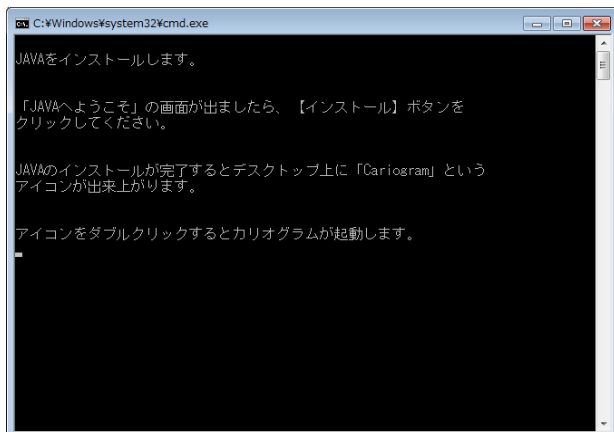 C:¥Windows¥system32¥cmd.exe
JAVAをインストールします。
「JAVAへようこそ」の画面が出ましたら、【インストール】ボタンを
クリックしてください。
JAVAのインストールが完了するとデスクトップ上に「Cariogram」という
アイコンが出来上がります。
アイコンをダブルクリックするとカリオグラムが起動します。